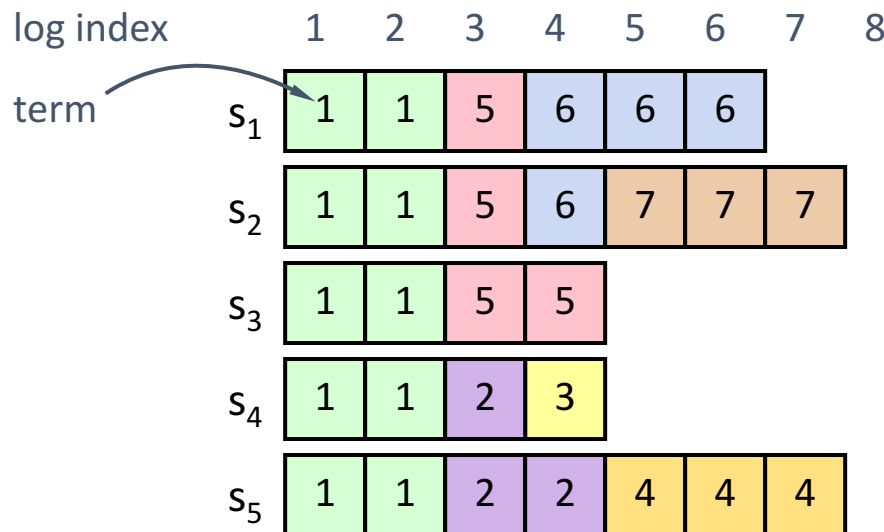 log index 1 2 3 4 5 6 7 8
term
s₁ 1 1 5 6 6 6
s₂ 1 1 5 6 7 7 7
s₃ 1 1 5 5
s₄ 1 1 2 3
s₅ 1 1 2 2 4 4 4